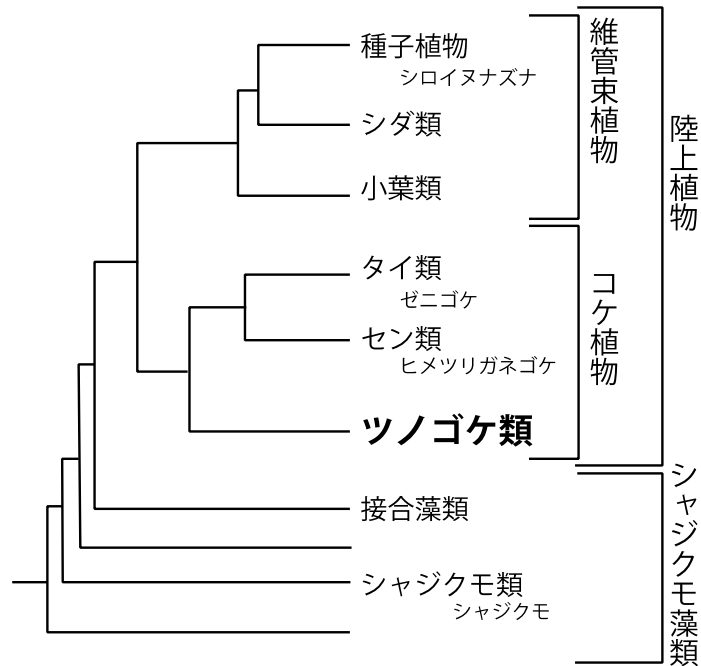 種子植物
シロイヌナズナ
シダ類
小葉類
タイ類
ゼニゴケ
セン類
ヒメツリガネゴケ
ツノゴケ類
接合藻類
シャジクモ類
シャジクモ
維管束植物
コケ植物
陸上植物
シャジクモ藻類